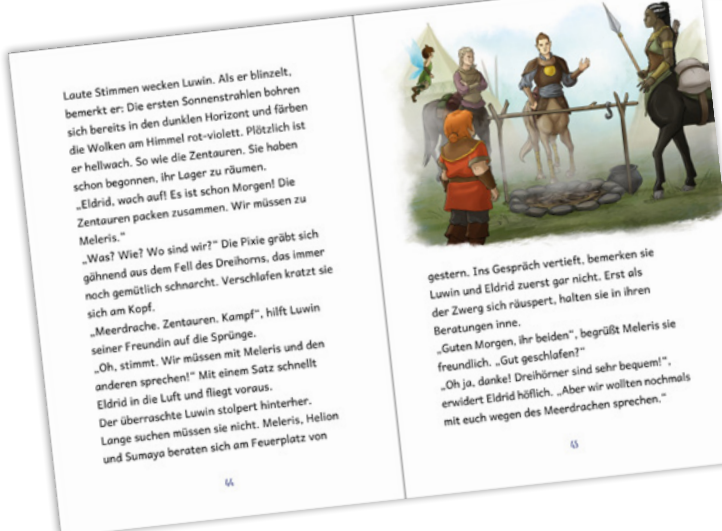 Laute Stimmen wecken Luwin. Als er blinzelt,
bemerkt er: Die ersten Sonnenstrahlen bohren
sich bereits in den dunklen Horizont und färben
die Wolken am Himmel rot-violett. Plötzlich ist
er hellwach. So wie die Zentauren. Sie haben
schon begonnen, ihr Lager zu räumen.
„Eldrid, wach auf! Es ist schon Morgen! Die
Zentauren packen zusammen. Wir müssen zu
Meleris.“
„Was? Wie? Wo sind wir?“ Die Pixie gräbt sich
gähnend aus dem Fell des Dreihorns, das immer
noch gemütlich schnarcht. Verschlafen kratzt sie
sich am Kopf.
„Meerdrache. Zentauren. Kampf“, hilft Luwin
seiner Freundin auf die Sprünge.
„Oh, stimmt. Wir müssen mit Meleris und den
anderen sprechen!“ Mit einem Satz schnellt
Eldrid in die Luft und fliegt voraus.
Der überraschte Luwin stolpert hinterher.
Lange suchen müssen sie nicht. Meleris, Helion
und Sumaya beraten sich am Feuerplatz von
gestern. Ins Gespräch vertieft, bemerken sie
Luwin und Eldrid zuerst gar nicht. Erst als
der Zwerg sich räuspert, halten sie in ihren
Beratungen inne.
„Guten Morgen, ihr beiden“, begrüßt Meleris sie
freundlich. „Gut geschlafen?“
„Oh ja, danke! Dreihörner sind sehr bequem!“,
erwidert Eldrid höflich. „Aber wir wollten nochmals
mit euch wegen des Meerdrachen sprechen.“